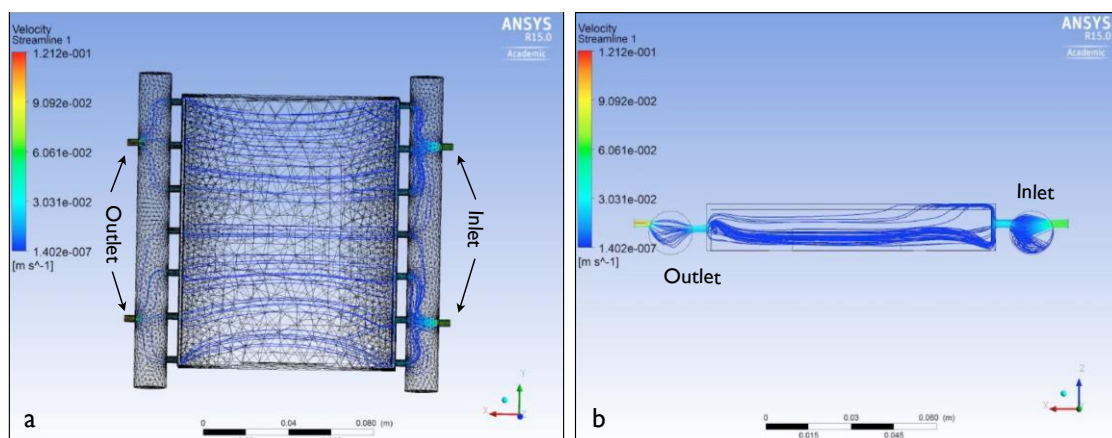 Velocity
Streamline 1
1.212e-001
9.092e-002
6.061e-002
3.031e-002
1.402e-007
[m s^-1]
ANSYS
R15.0
Academic
Outlet
Inlet
Y
X
0
0.04
0.080 (m)
a
Velocity
Streamline 1
1.212e-001
9.092e-002
6.061e-002
3.031e-002
1.402e-007
[m s^-1]
ANSYS
R15.0
Academic
Inlet
Outlet
Z
X
0
0.03
0.060 (m)
0.015
0.045
b